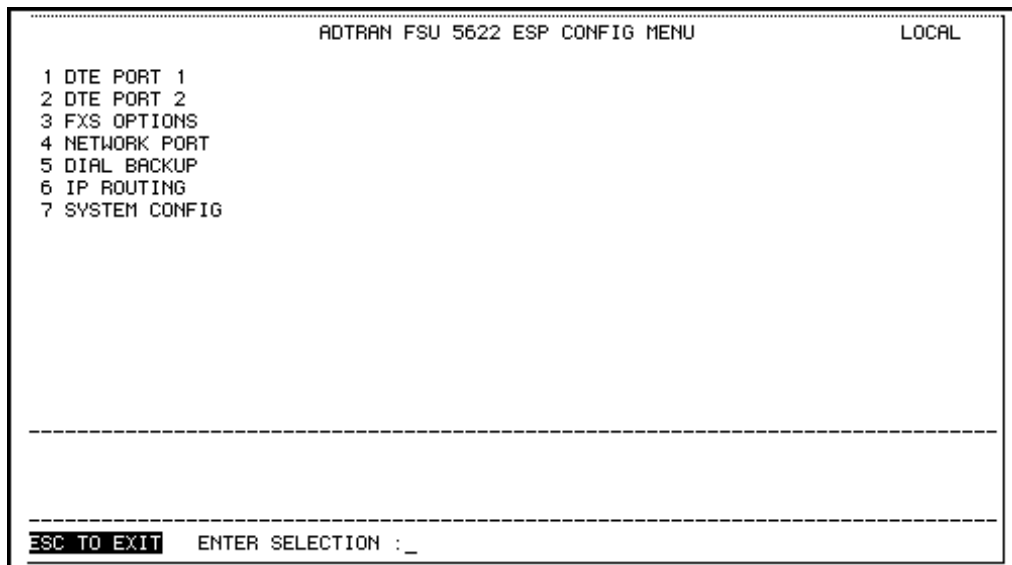 ADTRAN FSU 5622 ESP CONFIG MENU LOCAL
1 DTE PORT 1
2 DTE PORT 2
3 FXS OPTIONS
4 NETWORK PORT
5 DIAL BACKUP
6 IP ROUTING
7 SYSTEM CONFIG
ESC TO EXIT ENTER SELECTION :_